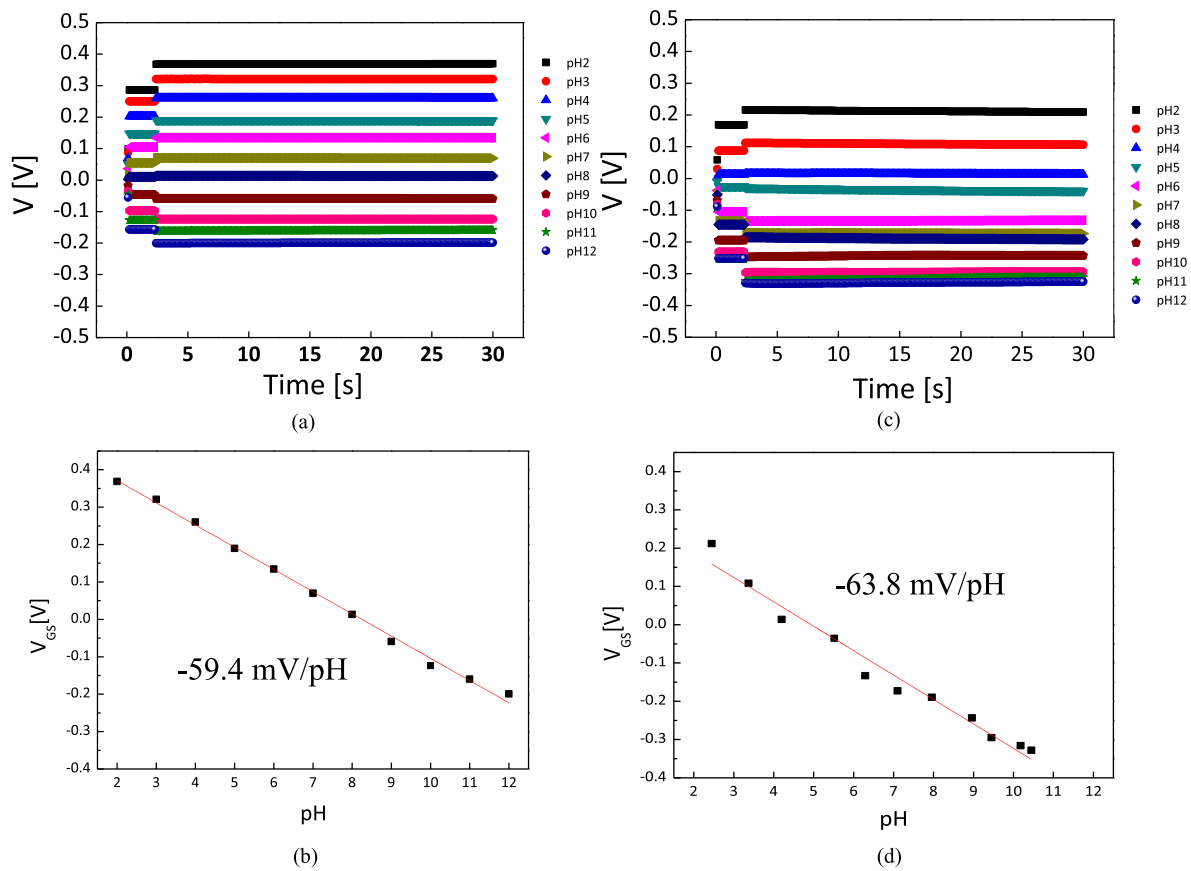 0.5
0.4
0.3
0.2
0.1
0.0
-0.1
-0.2
-0.3
-0.4
-0.5
V [V]
0 5 10 15 20 25 30
Time [s]
pH2
pH3
pH4
pH5
pH6
pH7
pH8
pH9
pH10
pH11
pH12
(a)
0.5
0.4
0.3
0.2
0.1
0.0
-0.1
-0.2
-0.3
-0.4
-0.5
V [V]
0 5 10 15 20 25 30
Time [s]
pH2
pH3
pH4
pH5
pH6
pH7
pH8
pH9
pH10
pH11
pH12
(c)
0.4
0.3
0.2
0.1
0.0
-0.1
-0.2
-0.3
-0.4
V_GS[V]
-59.4 mV/pH
2 3 4 5 6 7 8 9 10 11 12
pH
(b)
0.4
0.2
0.1
0.0
-0.1
-0.2
-0.3
-0.4
V_GS[V]
-63.8 mV/pH
2 3 4 5 6 7 8 9 10 11 12
pH
(d)